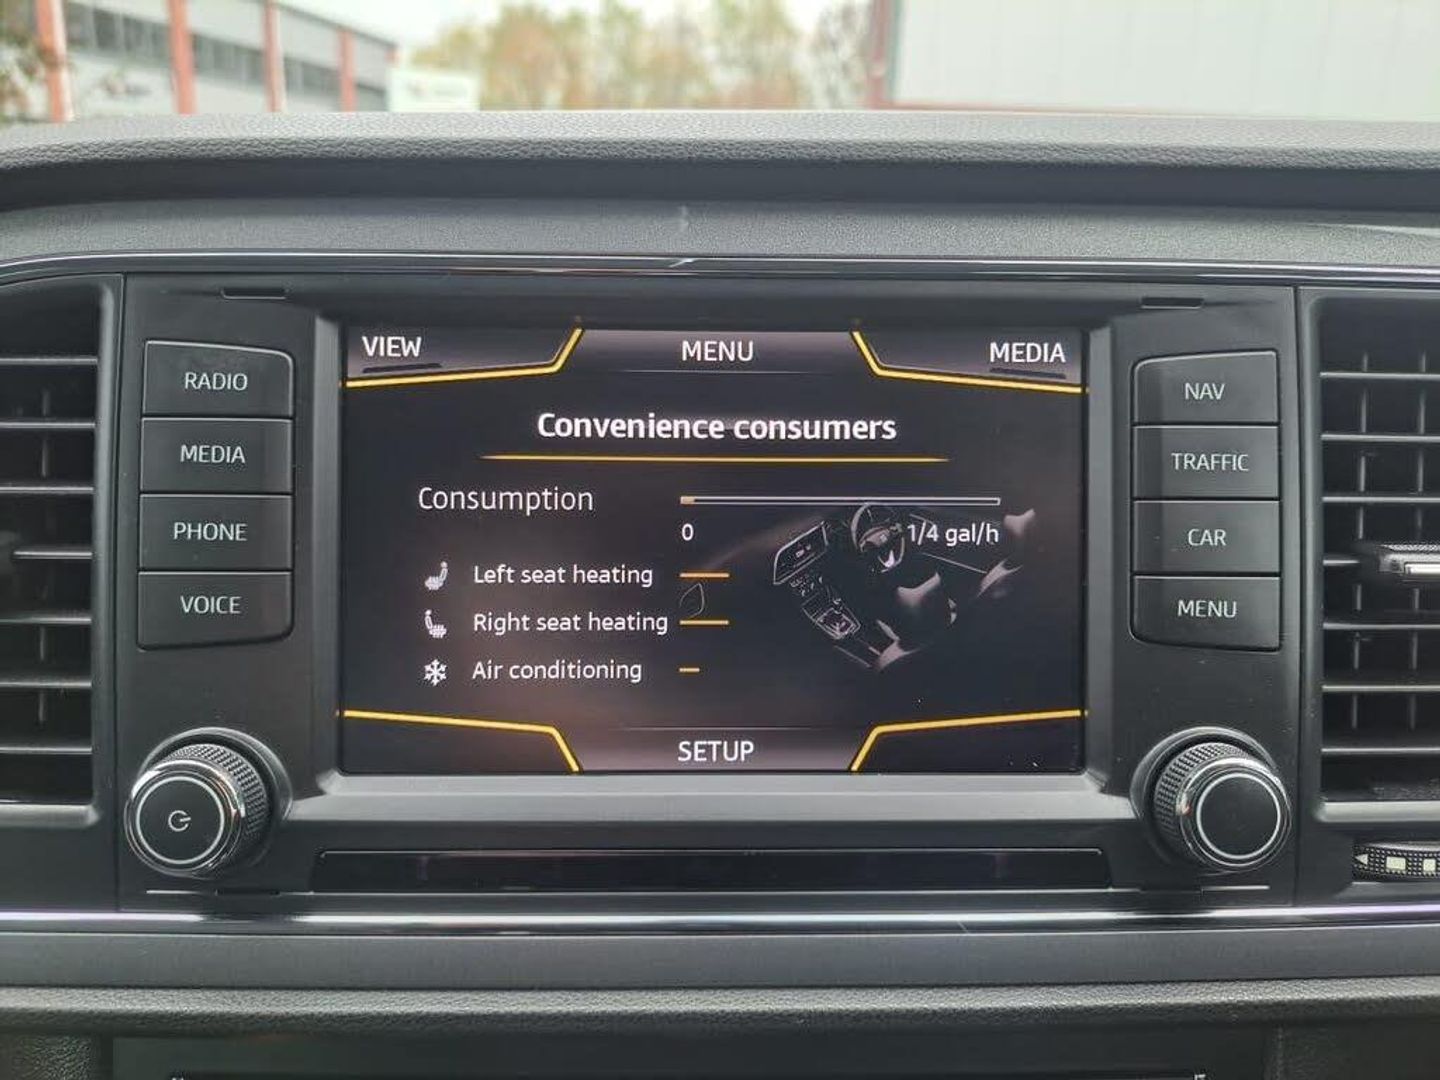 VIEW
MENU
MEDIA
RADIO
MEDIA
PHONE
VOICE
Convenience consumers
Consumption
0
1/4 gal/h
Left seat heating
Right seat heating
Air conditioning
SETUP
NAV
TRAFFIC
CAR
MENU